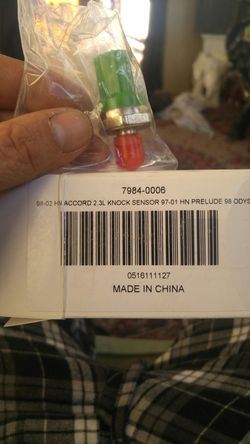 7984-0006
98-02 HN ACCORD 2.3L KNOCK SENSOR 97-01 HN PRELUDE 98 ODYS
0516111127
MADE IN CHINA